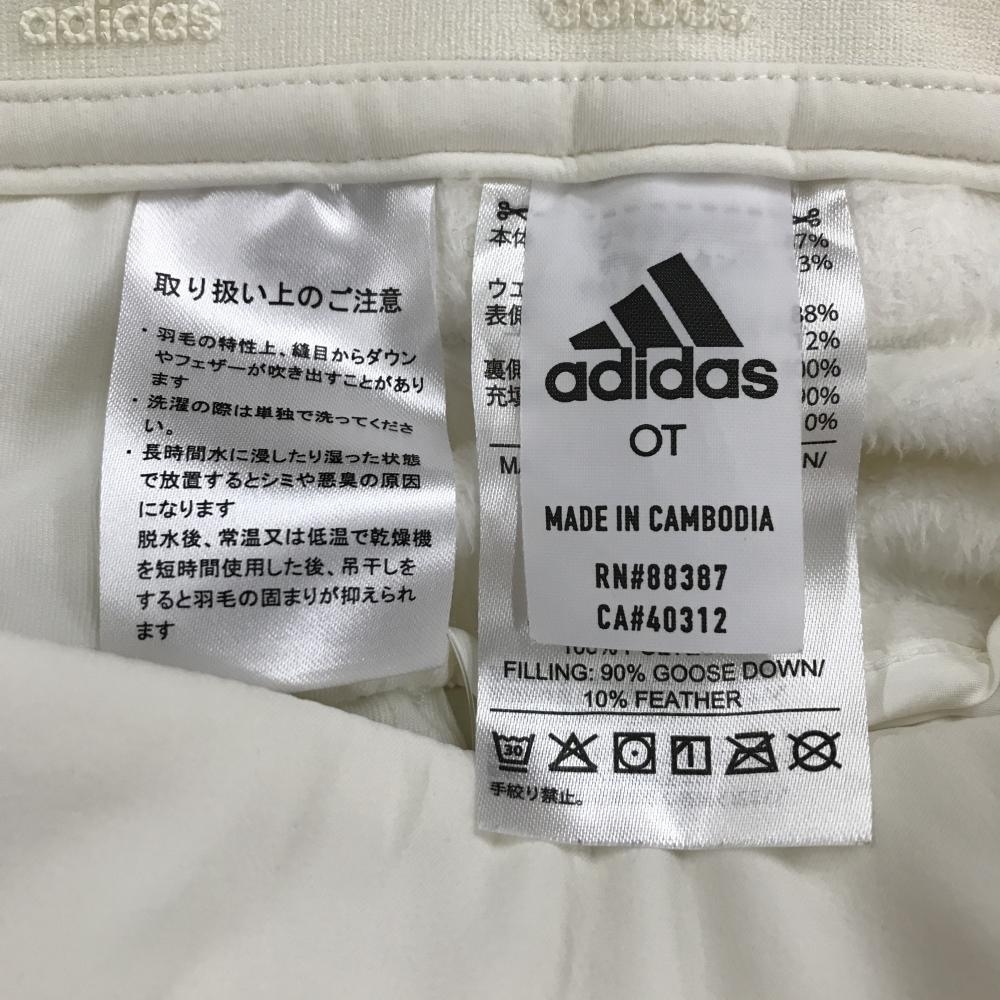 adidas
adidas
取り扱い上のご注意
・羽毛の特性上、縫目からダウン
やフェザーが吹き出すことがあり
ます
・洗濯の際は単独で洗ってくださ
い。
・長時間水に浸したり湿った状態
で放置するとシミや悪臭の原因
になります
脱水後、常温又は低温で乾燥機
を短時間使用した後、吊干しを
すると羽毛の固まりが抑えられ
ます
adidas
OT
MADE IN CAMBODIA
RN#88387
CA#40312
FILLING: 90% GOOSE DOWN/
10% FEATHER
30
手絞り禁止。